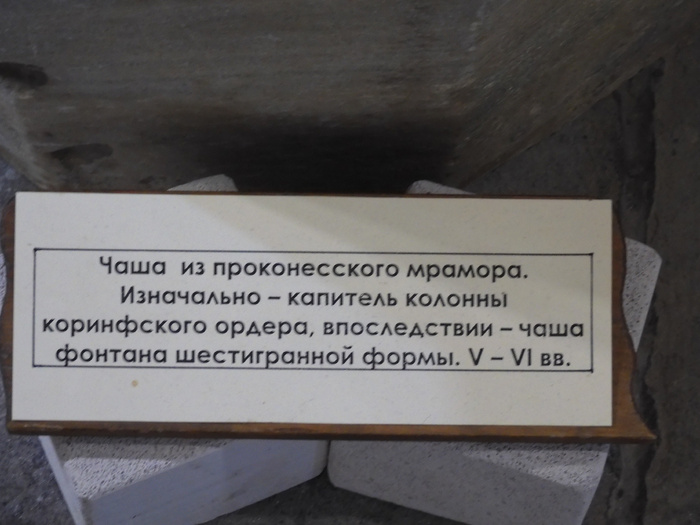 Чаша из проконесского мрамора.
Изначально – капитель колонны
коринфского ордера, впоследствии – чаша
фонтана шестигранной формы. V – VI вв.